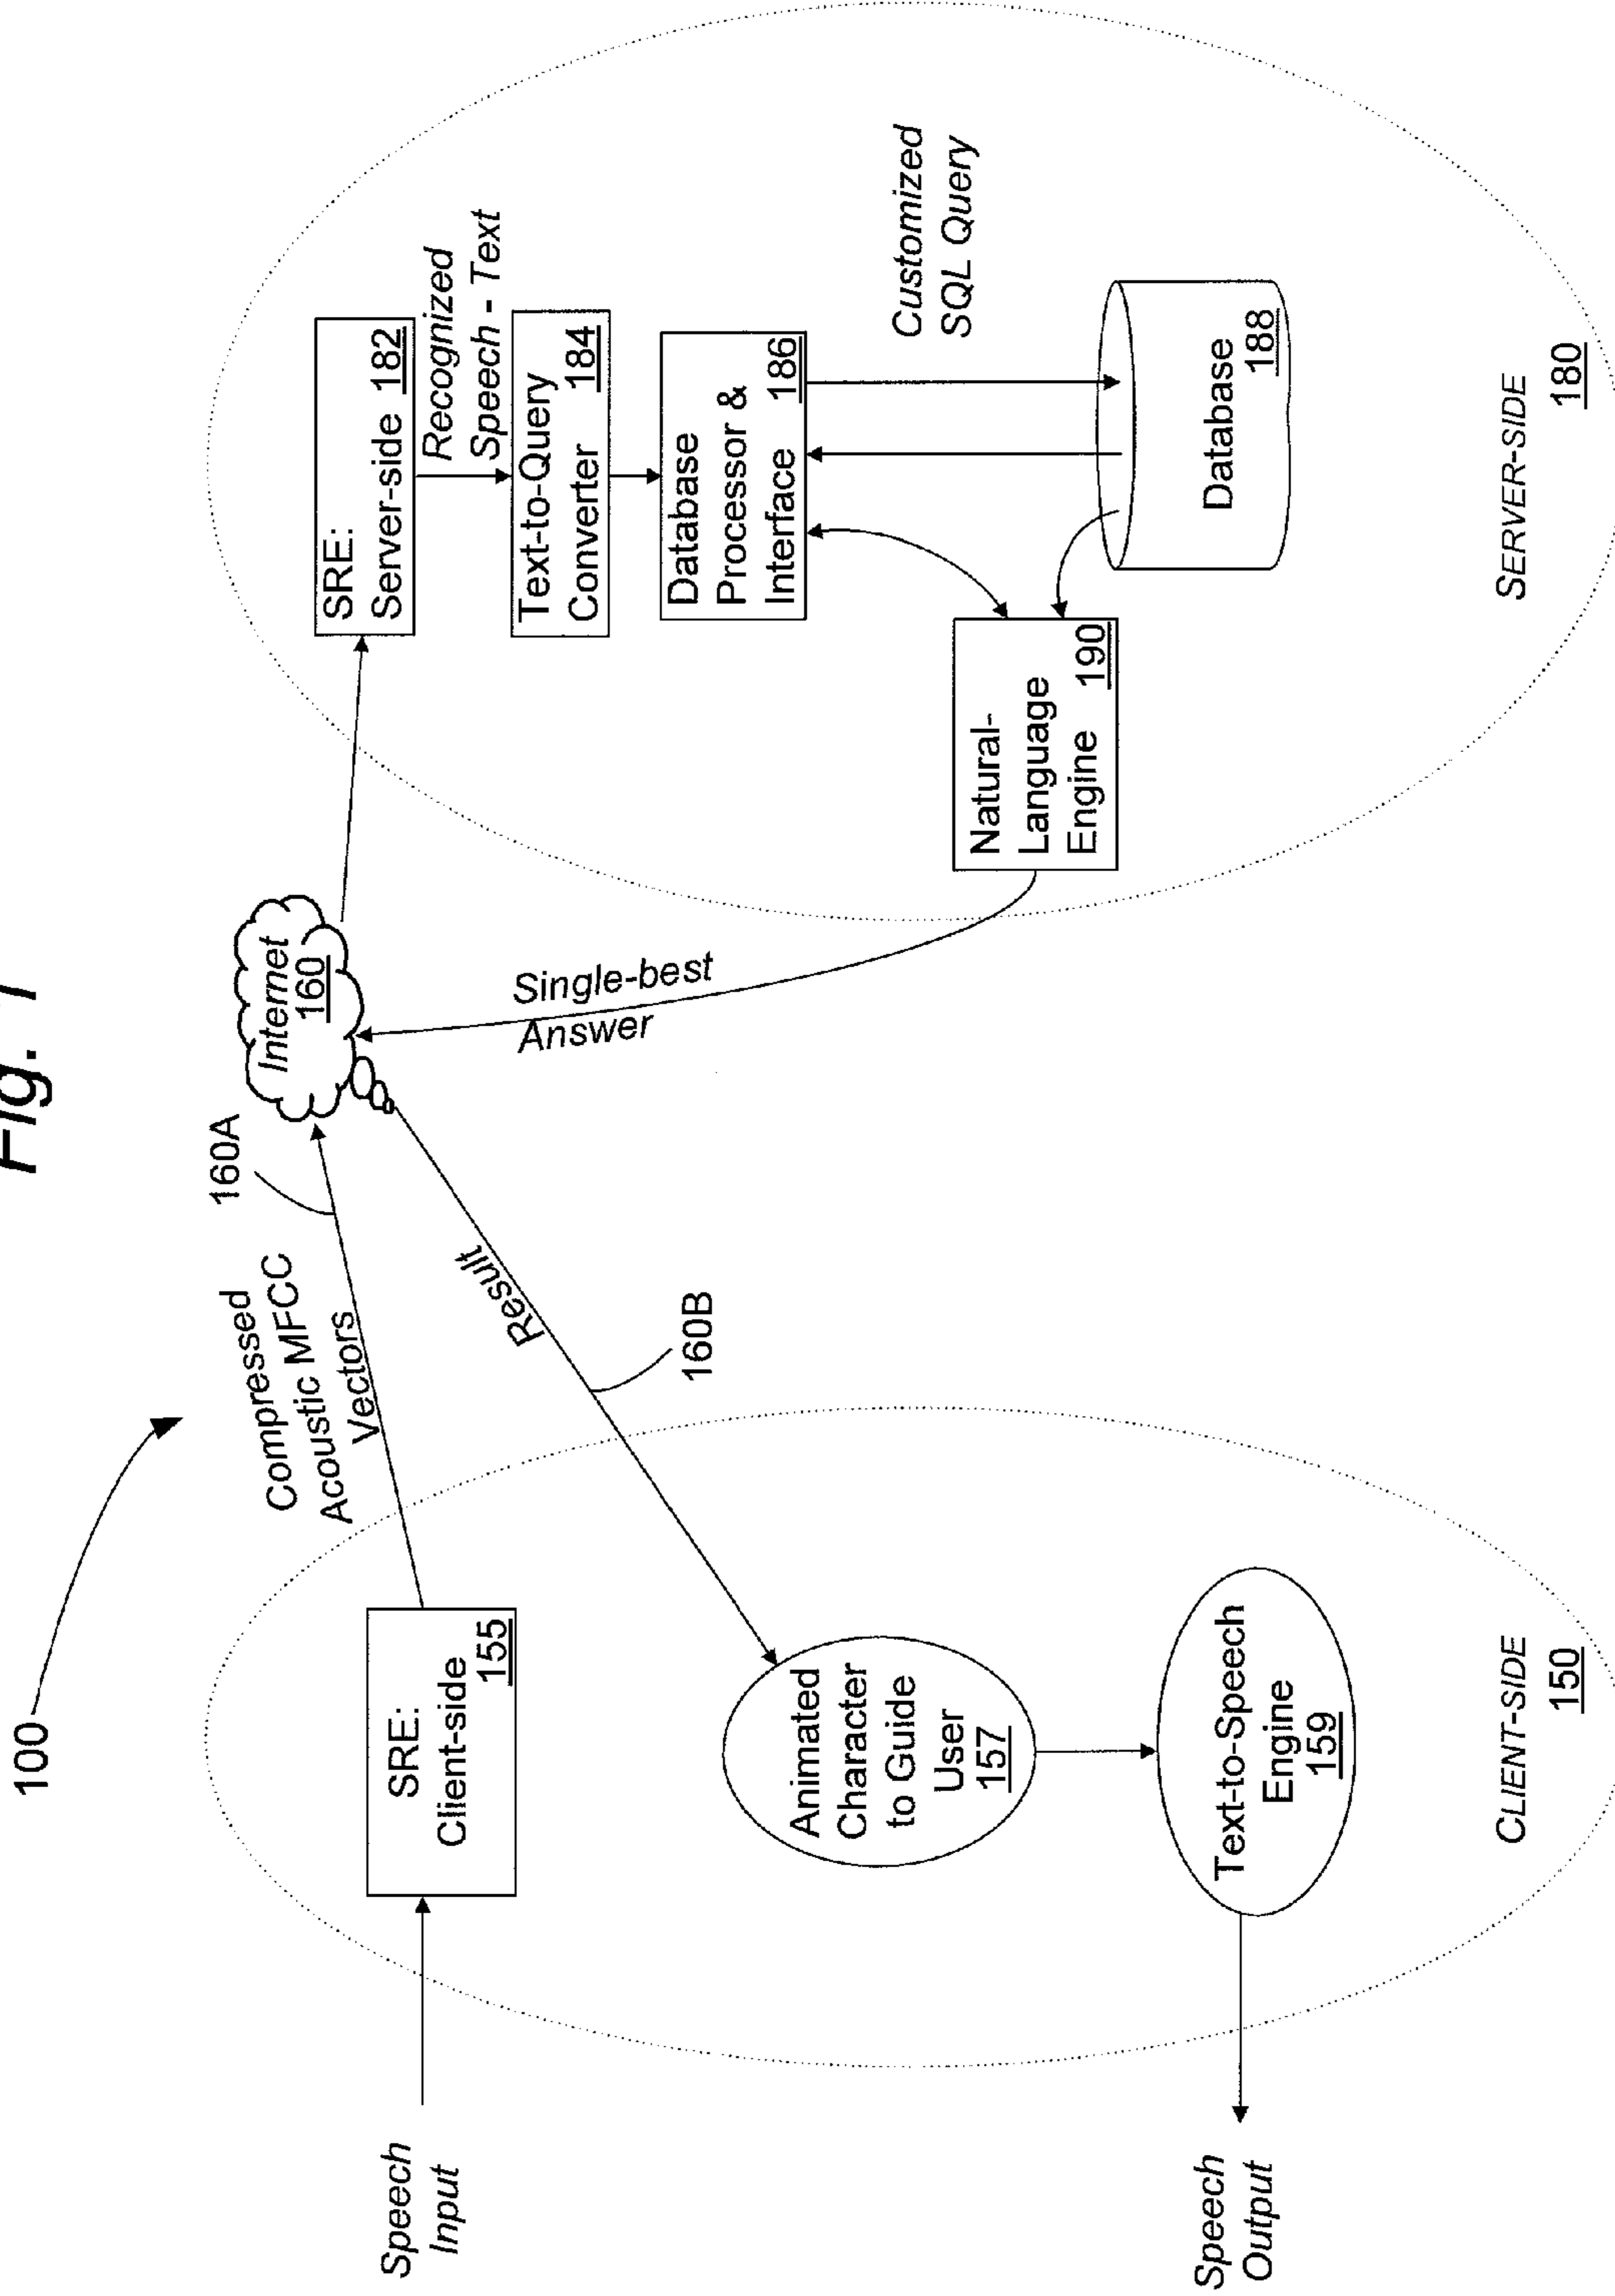 Fig. 1
100
Speech
Input
SRE:
Client-side
155
Compressed
Acoustic MFCC
Vectors
160A
Internet
160
Result
160B
Single-best
Answer
Animated
Character
to Guide
User
157
Text-to-Speech
Engine
159
Speech
Output
CLIENT-SIDE
150
SRE:
Server-side 182
Recognized
Speech - Text
Text-to-Query
Converter 184
Database
Processor &
Interface 186
Customized
SQL Query
Natural-
Language
Engine 190
Database
188
SERVER-SIDE
180